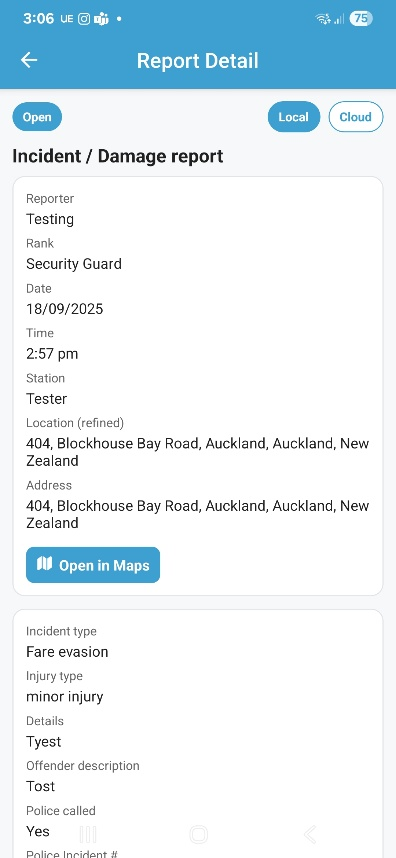 3:06 UE 75
Report Detail
Open Local Cloud
Incident / Damage report
Reporter
Testing
Rank
Security Guard
Date
18/09/2025
Time
2:57 pm
Station
Tester
Location (refined)
404, Blockhouse Bay Road, Auckland, Auckland, New
Zealand
Address
404, Blockhouse Bay Road, Auckland, Auckland, New
Zealand
Open in Maps
Incident type
Fare evasion
Injury type
minor injury
Details
Tyest
Offender description
Tost
Police called
Yes
Police Incident #